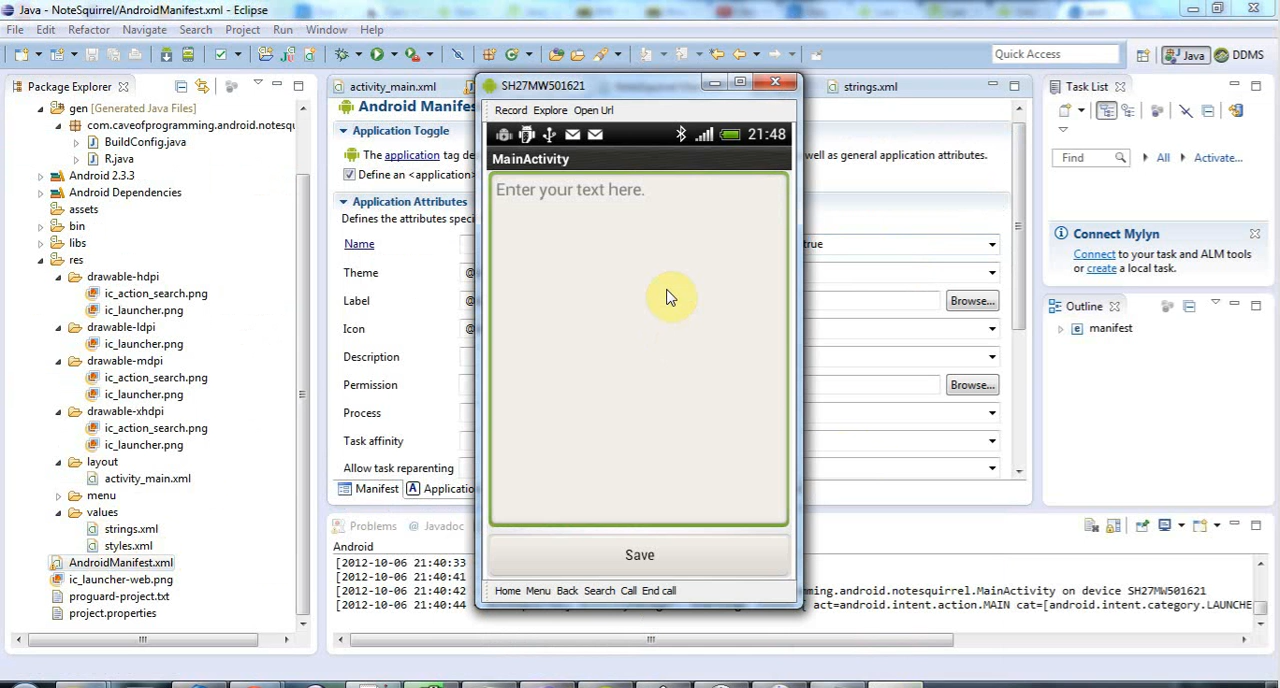 Java - NoteSquirrel/AndroidManifest.xml - Eclipse
File Edit Refactor Navigate Search Project Run Window Help
Quick Access
Java
DDMS
Package Explorer
gen [Generated Java Files]
com.caveofprogramming.android.notesqu
BuildConfig.java
R.java
Android 2.3.3
Android Dependencies
assets
bin
libs
res
drawable-hdpi
ic_action_search.png
ic_launcher.png
drawable-ldpi
ic_launcher.png
drawable-mdpi
ic_action_search.png
ic_launcher.png
drawable-xhdpi
ic_action_search.png
ic_launcher.png
layout
activity_main.xml
menu
values
strings.xml
styles.xml
AndroidManifest.xml
ic_launcher-web.png
proguard-project.txt
project.properties
activity_main.xml
strings.xml
Android Manifes
Application Toggle
The application tag de
well as general application attributes.
Define an <application>
Application Attributes
Defines the attributes speci
Name
true
Theme
@
Label
@
Browse...
Icon
@
Description
Permission
Browse...
Process
Task affinity
Allow task reparenting
Manifest
A Application
SH27MW501621
Record Explore Open Url
21:48
MainActivity
Enter your text here.
Save
Home Menu Back Search Call End call
Problems @ Javadoc
Android
[2012-10-06 21:40:33
[2012-10-06 21:40:41
[2012-10-06 21:40:42
ming.android.notesquirrel.MainActivity on device SH27MW501621
[2012-10-06 21:40:44
act=android.intent.action.MAIN cat=[android.intent.category.LAUNCHE
Task List
Find
All
Activate...
Connect Mylyn
Connect to your task and ALM tools
or create a local task.
Outline
manifest